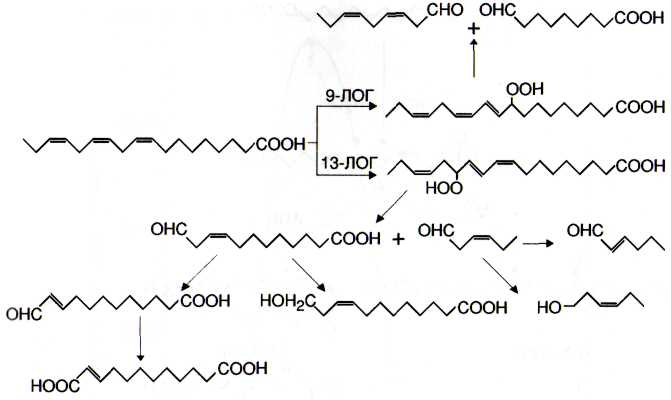 CHO OHC COOH
+
9-ЛОГ OOH
COOH
COOH
13-ЛОГ COOH
HOO
OHC COOH + OHC OHC
OHC COOH HOH2C COOH HO
HOOC COOH